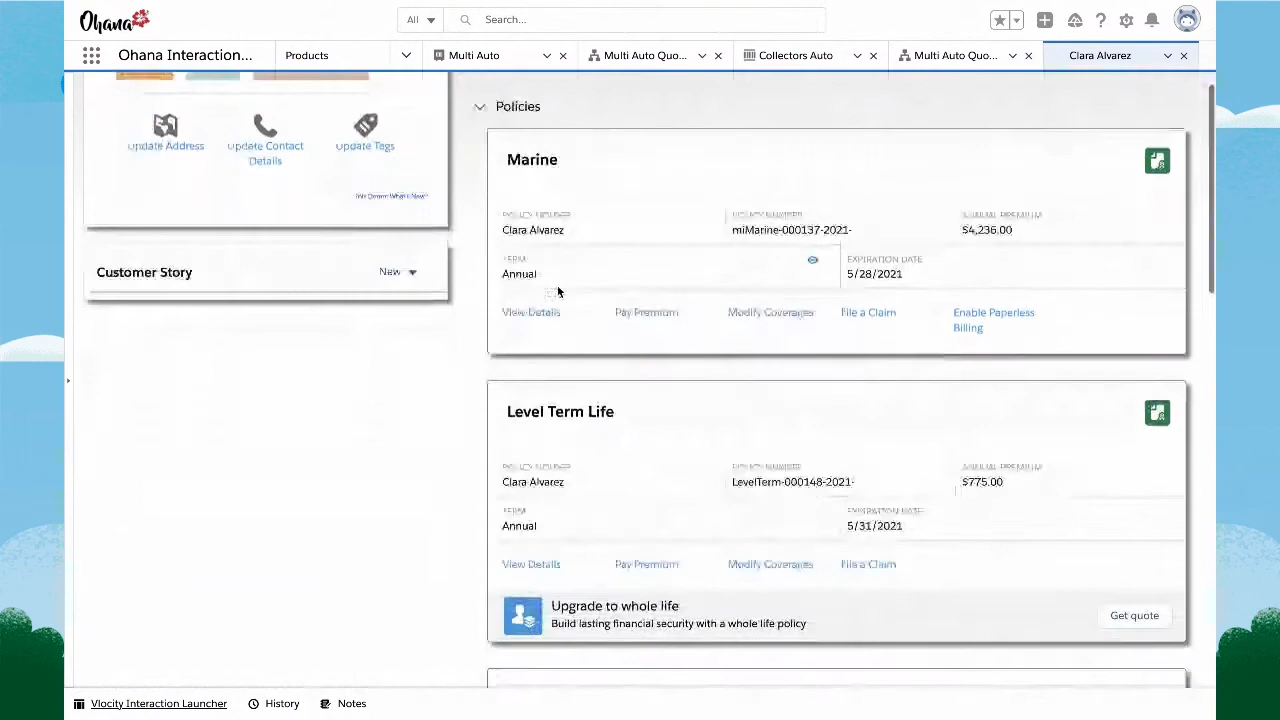 Ohana
All
Search...
Ohana Interaction...
Products
Multi Auto
Multi Auto Quo...
Collectors Auto
Multi Auto Quo...
Clara Alvarez
Update Address
Update Contact
Details
Update Tags
Customer Story
New
Policies
Marine
Clara Alvarez
miMarine-000137-2021-
$4,236.00
TERM
EXPIRATION DATE
Annual
5/28/2021
View Details
Pay Premium
Modify Coverages
File a Claim
Enable Paperless
Billing
Level Term Life
Clara Alvarez
LevelTerm-000148-2021-
$775.00
TERM
EXPIRATION DATE
Annual
5/31/2021
View Details
Pay Premium
Modify Coverages
File a Claim
Upgrade to whole life
Build lasting financial security with a whole life policy
Get quote
Vlocity Interaction Launcher
History
Notes